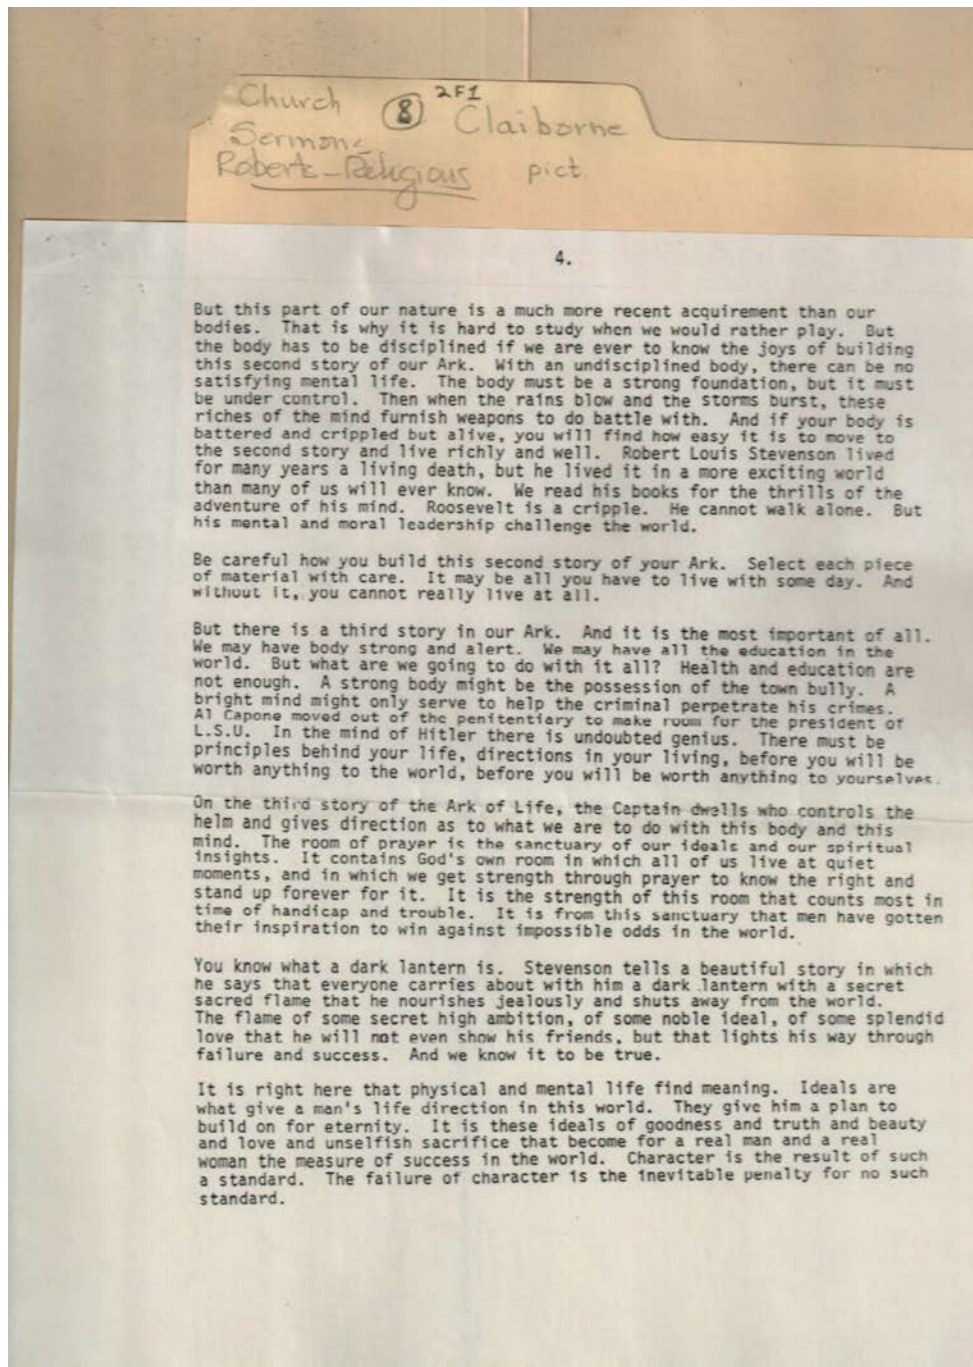 Church (8) 2F1 Claiborne
Sermons
Roberts-Religious pict.
4.
But this part of our nature is a much more recent acquirement than our
bodies. That is why it is hard to study when we would rather play. But
the body has to be disciplined if we are ever to know the joys of building
this second story of our Ark. With an undisciplined body, there can be no
satisfying mental life. The body must be a strong foundation, but it must
be under control. Then when the rains blow and the storms burst, these
riches of the mind furnish weapons to do battle with. And if your body is
battered and crippled but alive, you will find how easy it is to move to
the second story and live richly and well. Robert Louis Stevenson lived
for many years a living death, but he lived it in a more exciting world
than many of us will ever know. We read his books for the thrills of the
adventure of his mind. Roosevelt is a cripple. He cannot walk alone. But
his mental and moral leadership challenge the world.
Be careful how you build this second story of your Ark. Select each piece
of material with care. It may be all you have to live with some day. And
without it, you cannot really live at all.
But there is a third story in our Ark. And it is the most important of all.
We may have body strong and alert. We may have all the education in the
world. But what are we going to do with it all? Health and education are
not enough. A strong body might be the possession of the town bully. A
bright mind might only serve to help the criminal perpetrate his crimes.
Al Capone moved out of the penitentiary to make room for the president of
L.S.U. In the mind of Hitler there is undoubted genius. There must be
principles behind your life, directions in your living, before you will be
worth anything to the world, before you will be worth anything to yourselves.
On the third story of the Ark of Life, the Captain dwells who controls the
helm and gives direction as to what we are to do with this body and this
mind. The room of prayer is the sanctuary of our ideals and our spiritual
insights. It contains God's own room in which all of us live at quiet
moments, and in which we get strength through prayer to know the right and
stand up forever for it. It is the strength of this room that counts most in
time of handicap and trouble. It is from this sanctuary that men have gotten
their inspiration to win against impossible odds in the world.
You know what a dark lantern is. Stevenson tells a beautiful story in which
he says that everyone carries about with him a dark lantern with a secret
sacred flame that he nourishes jealously and shuts away from the world.
The flame of some secret high ambition, of some noble ideal, of some splendid
love that he will not even show his friends, but that lights his way through
failure and success. And we know it to be true.
It is right here that physical and mental life find meaning. Ideals are
what give a man's life direction in this world. They give him a plan to
build on for eternity. It is these ideals of goodness and truth and beauty
and love and unselfish sacrifice that become for a real man and a real
woman the measure of success in the world. Character is the result of such
a standard. The failure of character is the inevitable penalty for no such
standard.